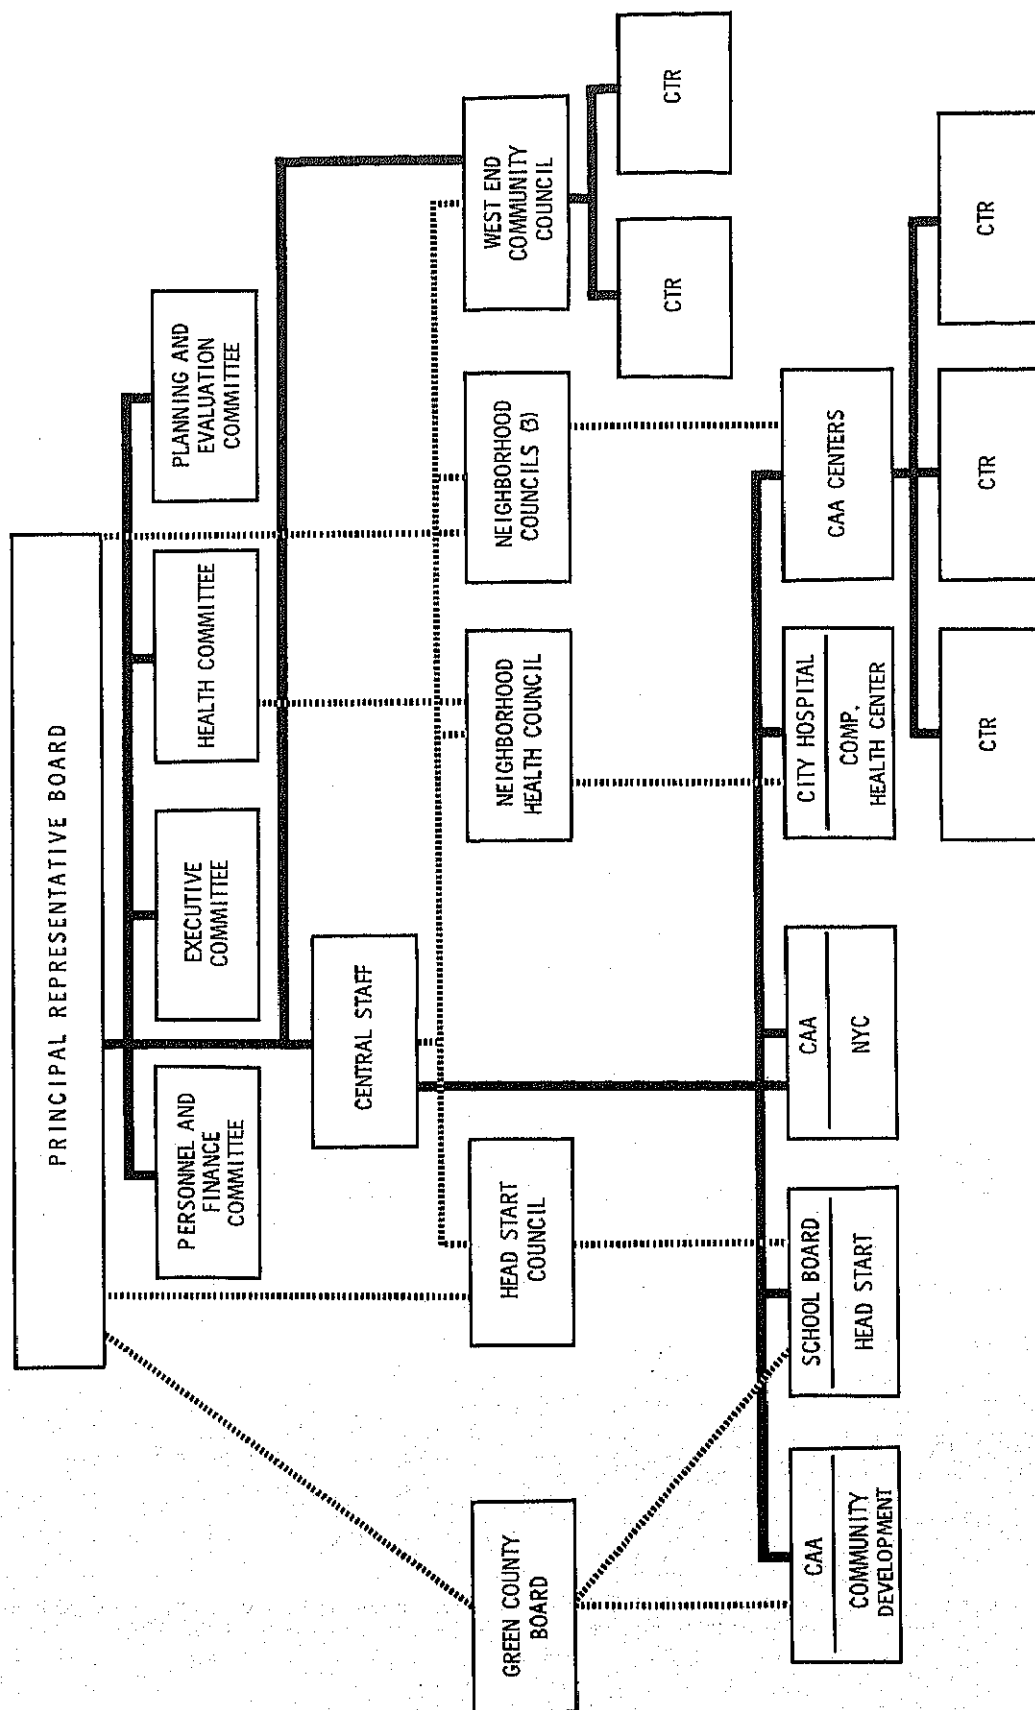 PRINCIPAL REPRESENTATIVE BOARD
PERSONNEL AND
FINANCE
COMMITTEE
EXECUTIVE
COMMITTEE
HEALTH COMMITTEE
PLANNING AND
EVALUATION
COMMITTEE
CENTRAL STAFF
GREEN COUNTY
BOARD
HEAD START
COUNCIL
NEIGHBORHOOD
HEALTH COUNCIL
NEIGHBORHOOD
COUNCILS (3)
WEST END
COMMUNITY
COUNCIL
CTR
CTR
CAA
COMMUNITY
DEVELOPMENT
SCHOOL BOARD
HEAD START
CAA
NYC
CITY HOSPITAL
COMP.
HEALTH CENTER
CAA CENTERS
CTR
CTR
CTR